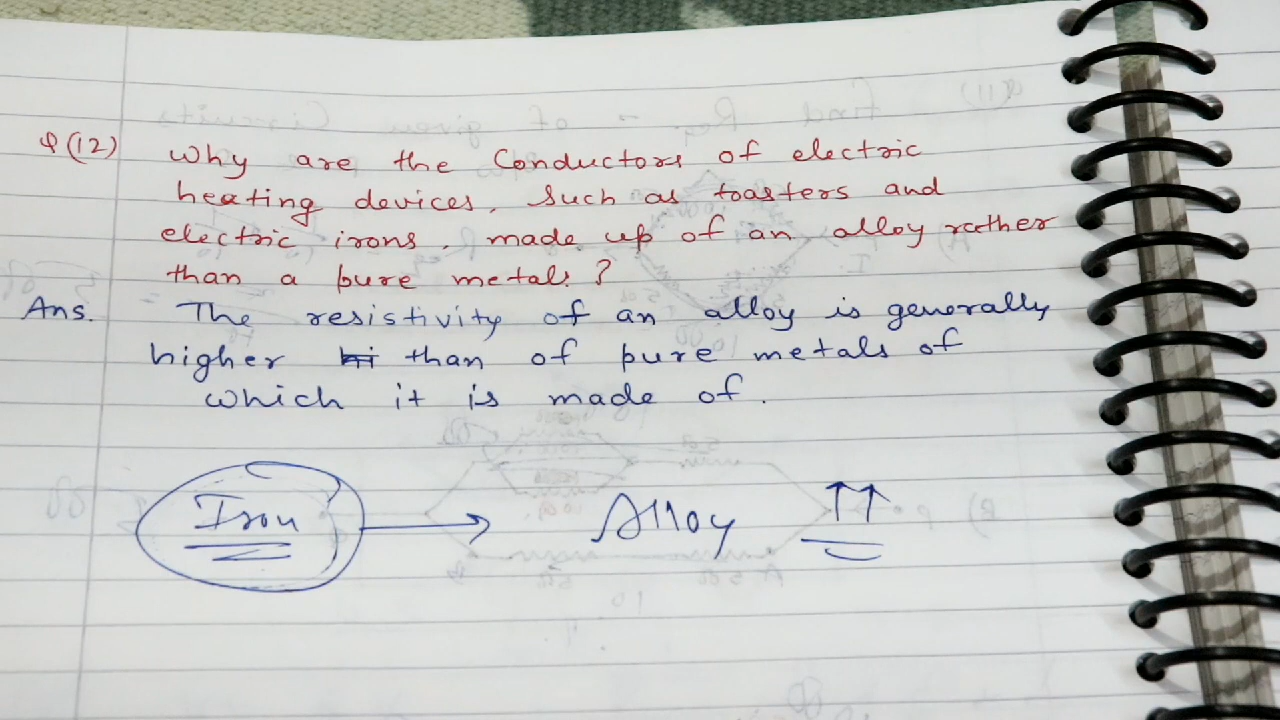 Q(12) Why are the Conductors of electric
heating devices, such as toasters and
electric irons, made up of an alloy rather
than a pure metal?
Ans. The resistivity of an alloy is generally
higher than of pure metals of
which it is made of.
Iron → Alloy ↑↑